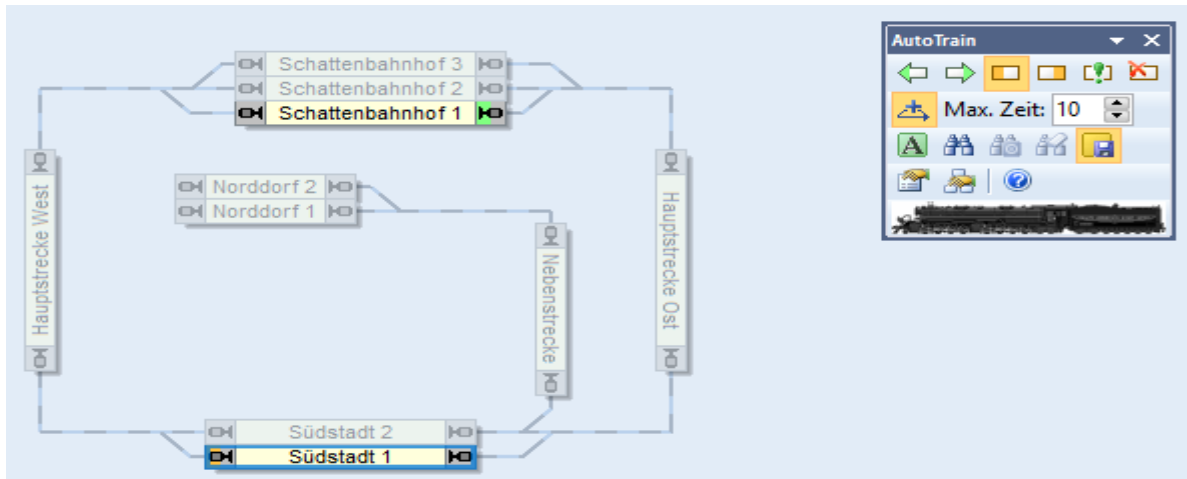 AutoTrain
Max. Zeit: 10
A
Schattenbahnhof 3
Schattenbahnhof 2
Schattenbahnhof 1
Hauptstrecke West
Norddorf 2
Norddorf 1
Nebenstrecke
Hauptstrecke Ost
Südstadt 2
Südstadt 1